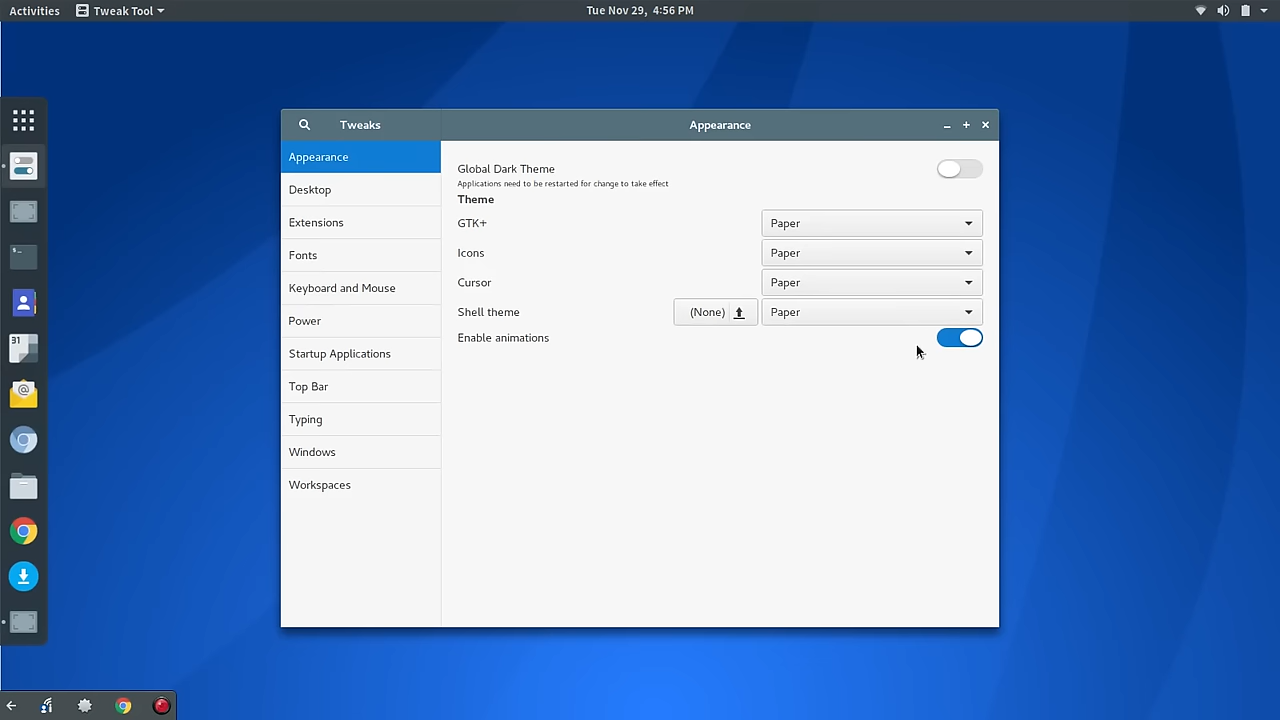 Activities
Tweak Tool
Tue Nov 29, 4:56 PM
Tweaks
Appearance
Appearance
Desktop
Extensions
Fonts
Keyboard and Mouse
Power
Startup Applications
Top Bar
Typing
Windows
Workspaces
Global Dark Theme
Applications need to be restarted for change to take effect
Theme
GTK+ Paper
Icons Paper
Cursor Paper
Shell theme (None) Paper
Enable animations
31